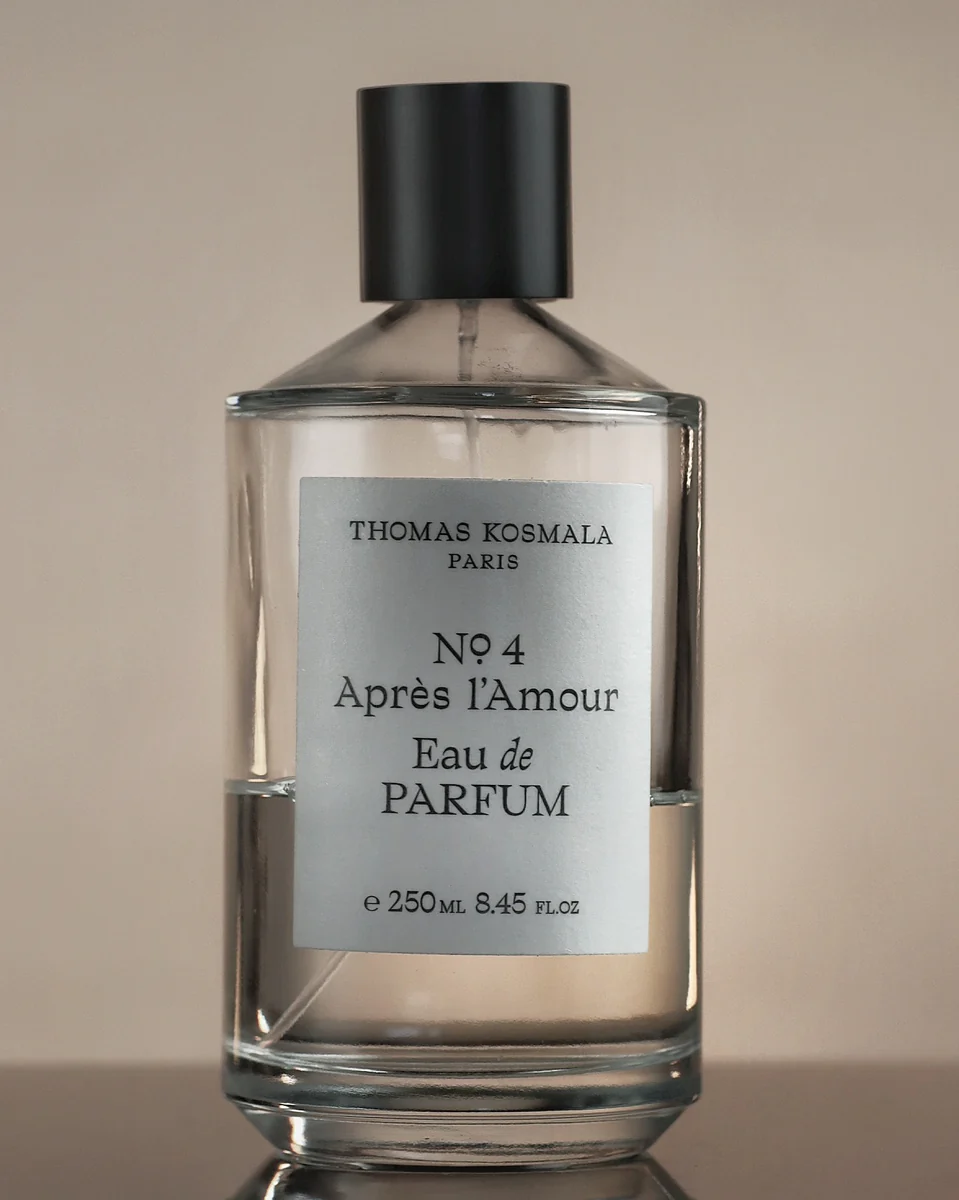 THOMAS KOSMALA
PARIS
Nº 4
Après l’Amour
Eau de
PARFUM
℮ 250ML 8.45 FL.OZ